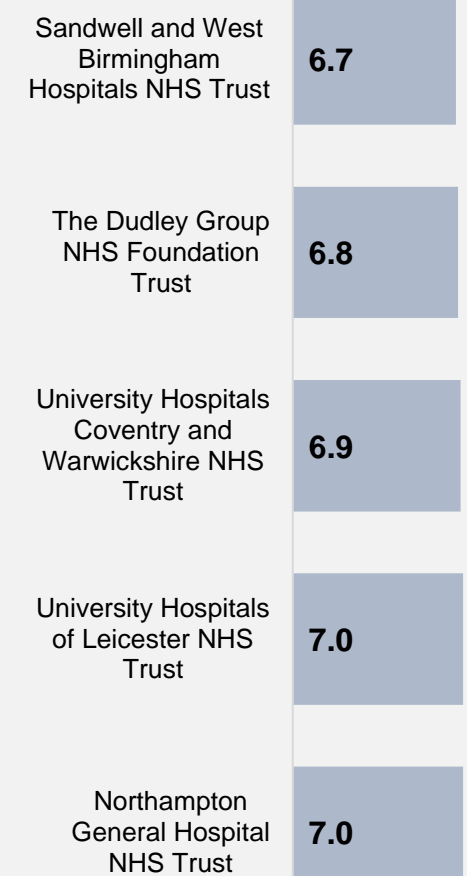 Sandwell and West
Birmingham
Hospitals NHS Trust
6.7
The Dudley Group
NHS Foundation
Trust
6.8
University Hospitals
Coventry and
Warwickshire NHS
Trust
6.9
University Hospitals
of Leicester NHS
Trust
7.0
Northampton
General Hospital
NHS Trust
7.0